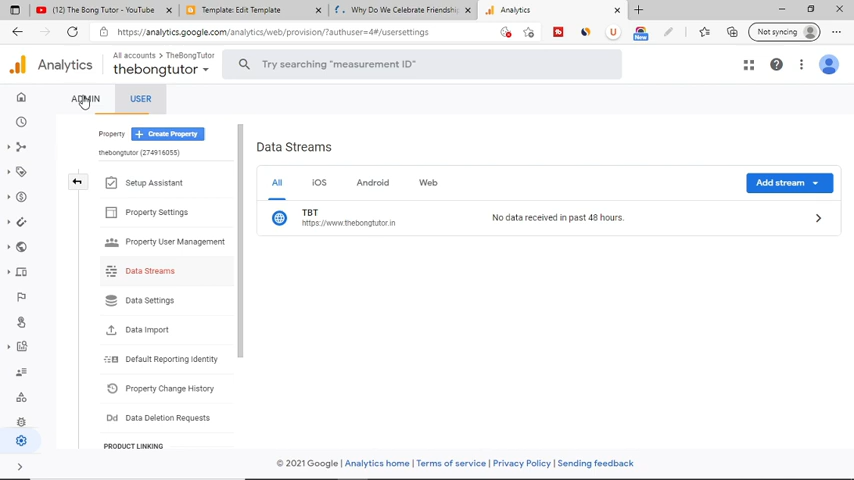 (12) The Bong Tutor - YouTube
Template: Edit Template
Why Do We Celebrate Friendship
Analytics
https://analytics.google.com/analytics/web/provision/?authuser=4#/usersettings
New
Not syncing
Analytics
All accounts > TheBongTutor
thebongtutor
Try searching "measurement ID"
ADMIN
USER
Property
Create Property
thebongtutor (274916055)
Setup Assistant
Property Settings
Property User Management
Data Streams
Data Settings
Data Import
Default Reporting Identity
Property Change History
Dd Data Deletion Requests
PRODUCT LINKING
Data Streams
All
iOS
Android
Web
Add stream
TBT
https://www.thebongtutor.in
No data received in past 48 hours.
© 2021 Google | Analytics home | Terms of service | Privacy Policy | Sending feedback